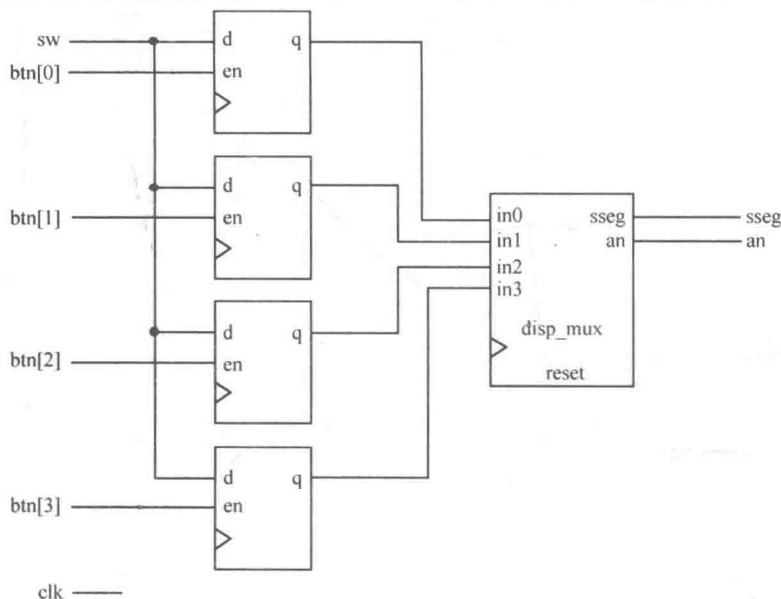 sw
d
q
btn[0]
en
d
q
btn[1]
en
in0
sseg
sseg
in1
an
an
in2
in3
d
q
disp_mux
btn[2]
en
reset
d
q
btn[3]
en
clk